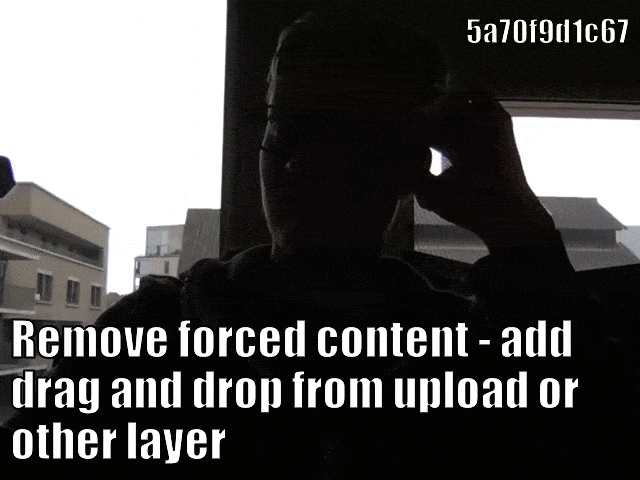 5a70f9d1c67
Remove forced content - add
drag and drop from upload or
other layer